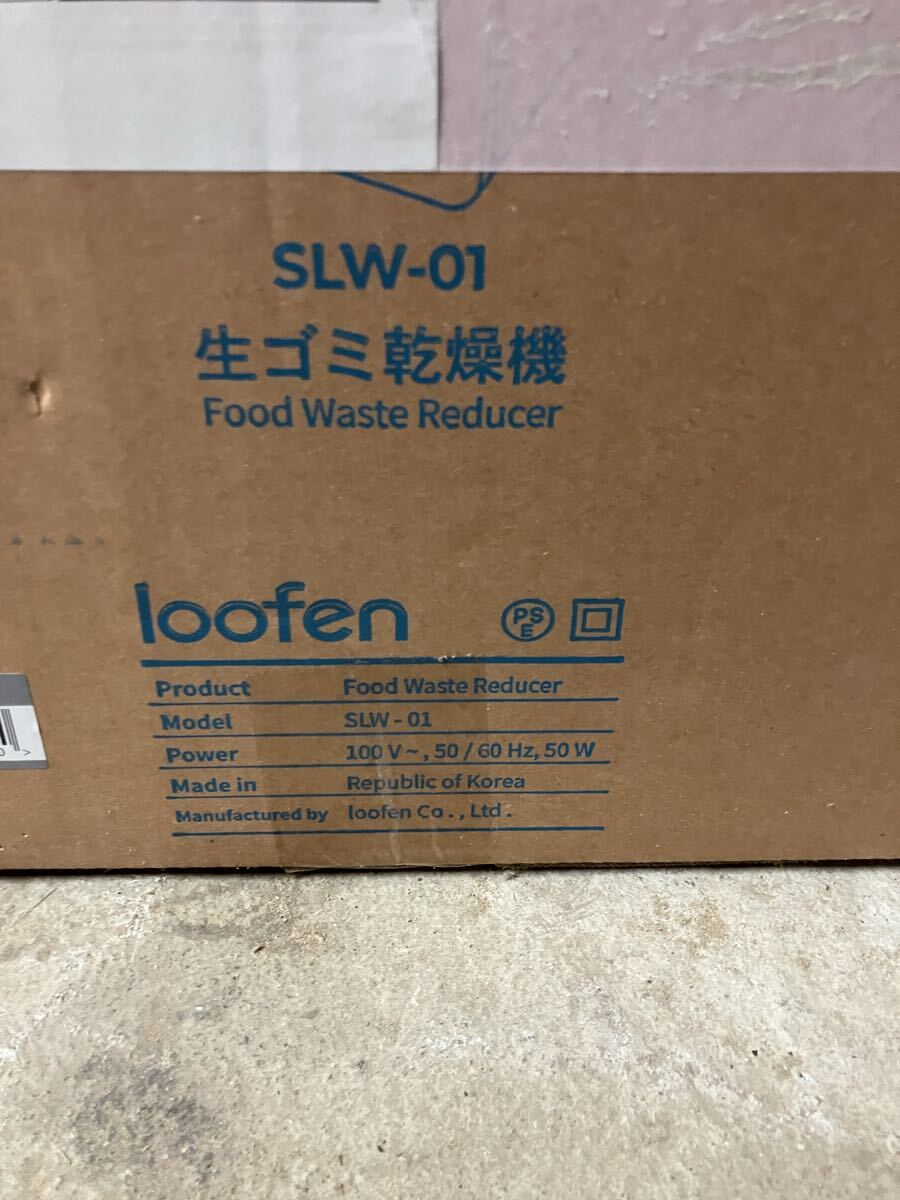 SLW-01
生ゴミ乾燥機
Food Waste Reducer
loofen
PS
E
Product Food Waste Reducer
Model SLW - 01
Power 100 V ~ , 50 / 60 Hz, 50 W
Made in Republic of Korea
Manufactured by loofen Co . , Ltd .